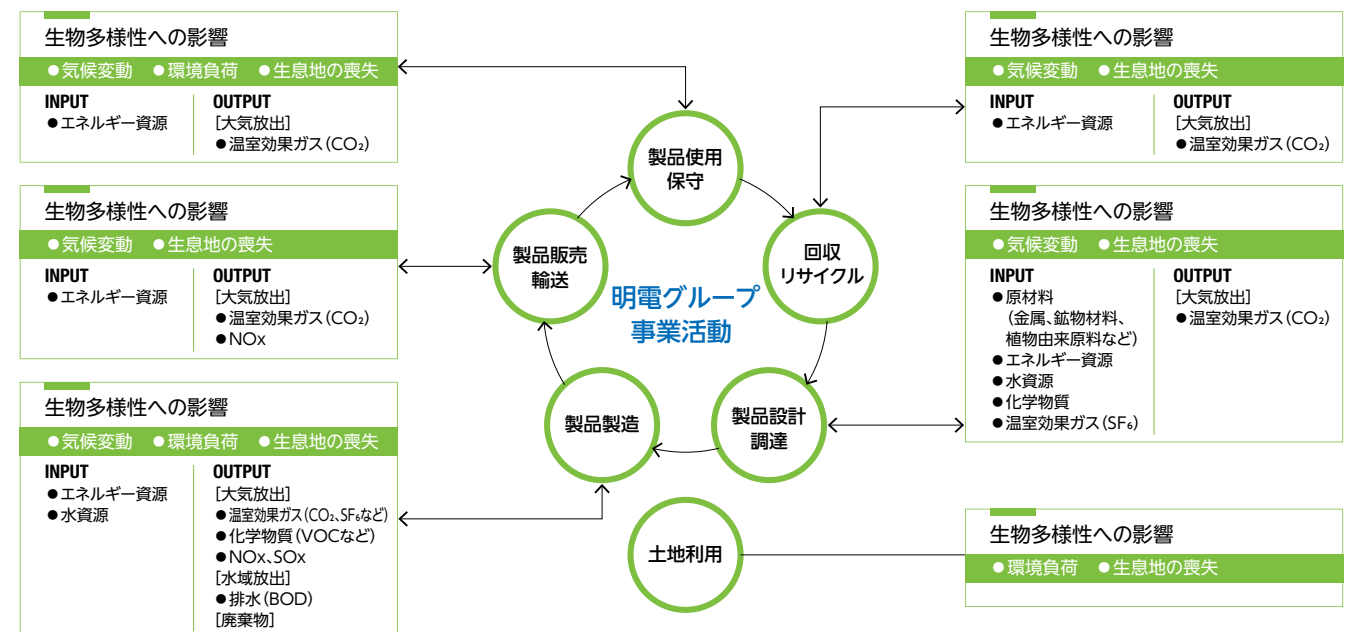 生物多様性への影響
●気候変動 ●環境負荷 ●生息地の喪失
INPUT
●エネルギー資源
OUTPUT
[大気放出]
●温室効果ガス(CO₂)
生物多様性への影響
●気候変動 ●生息地の喪失
INPUT
●エネルギー資源
OUTPUT
[大気放出]
●温室効果ガス(CO₂)
●NOx
生物多様性への影響
●気候変動 ●環境負荷 ●生息地の喪失
INPUT
●エネルギー資源
●水資源
OUTPUT
[大気放出]
●温室効果ガス(CO₂、SF₆など)
●化学物質(VOCなど)
●NOx、SOx
[水域放出]
●排水(BOD)
[廃棄物]
製品使用
保守
製品販売
輸送
回収
リサイクル
明電グループ
事業活動
製品製造
製品設計
調達
土地利用
生物多様性への影響
●気候変動 ●生息地の喪失
INPUT
●エネルギー資源
OUTPUT
[大気放出]
●温室効果ガス(CO₂)
生物多様性への影響
●気候変動 ●生息地の喪失
INPUT
●原材料
(金属、鉱物材料、
植物由来原料など)
●エネルギー資源
●水資源
●化学物質
●温室効果ガス(SF₆)
OUTPUT
[大気放出]
●温室効果ガス(CO₂)
生物多様性への影響
●環境負荷 ●生息地の喪失